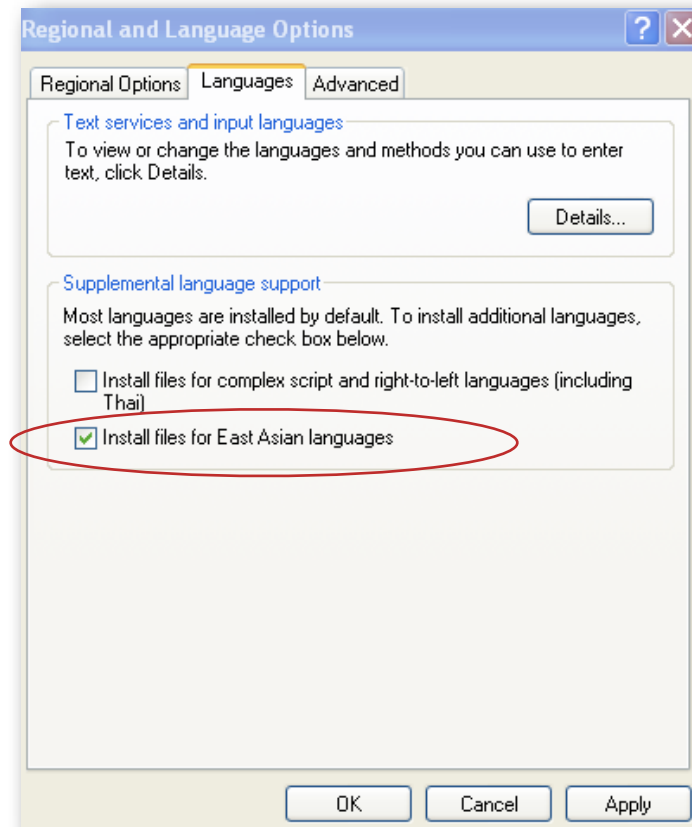 Regional and Language Options
Regional Options Languages Advanced
Text services and input languages
To view or change the languages and methods you can use to enter
text, click Details.
Details...
Supplemental language support
Most languages are installed by default. To install additional languages,
select the appropriate check box below.
Install files for complex script and right-to-left languages (including
Thai)
Install files for East Asian languages
OK Cancel Apply